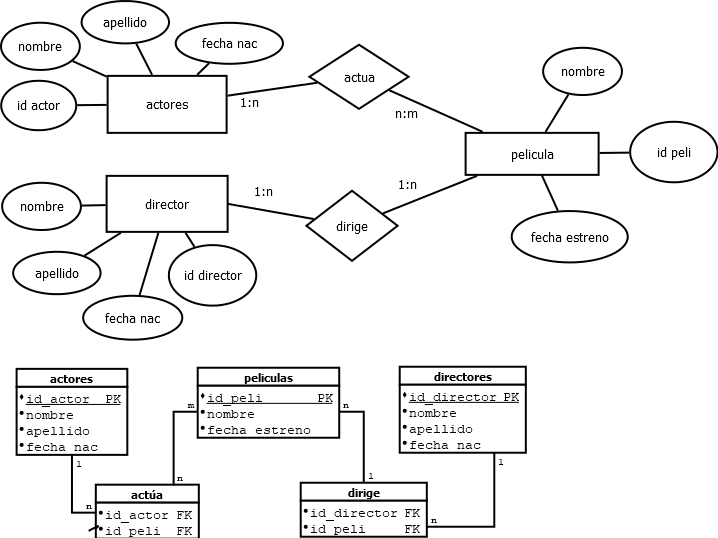 apellido
nombre
fecha nac
actua
nombre
id actor
actores
1:n
n:m
pelicula
id peli
nombre
director
1:n
1:n
dirige
fecha estreno
apellido
id director
fecha nac
actores
id_actor PK
nombre
apellido
fecha nac
1
peliculas
id_peli PK
nombre
fecha estreno
m
n
directores
id_director PK
nombre
apellido
fecha nac
1
n
n
actúa
id_actor FK
id_peli FK
1
dirige
id_director FK
id_peli FK
n